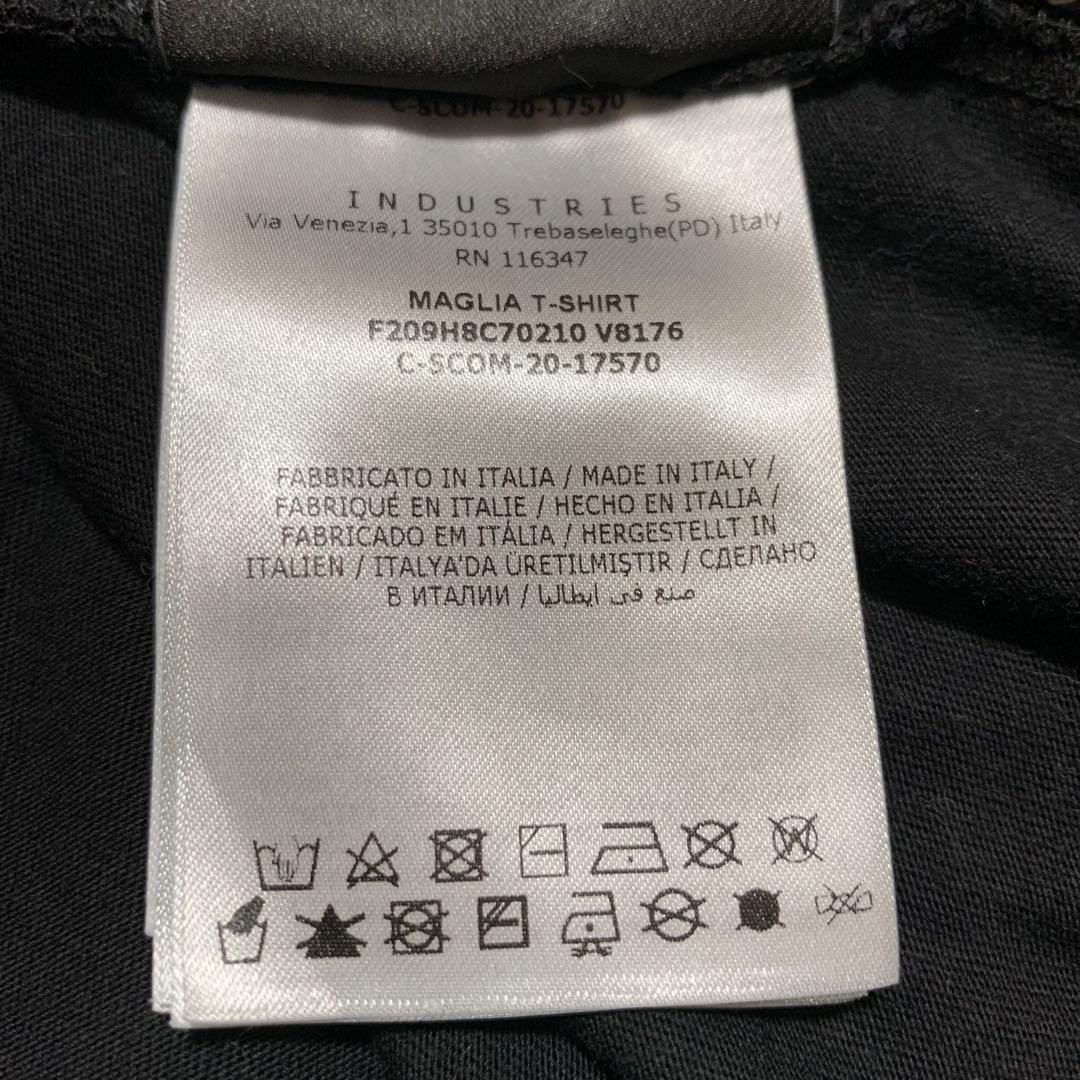 C-SCOM-20-17570
INDUSTRIES
Via Venezia,1 35010 Trebaseleghe(PD) Italy
RN 116347
MAGLIA T-SHIRT
F209H8C70210 V8176
C-SCOM-20-17570
FABBRICATO IN ITALIA / MADE IN ITALY /
FABRIQUÉ EN ITALIE / HECHO EN ITALIA /
FABRICADO EM ITÁLIA / HERGESTELLT IN
ITALIEN / ITALYA'DA ÜRETILMIŞTIR / СДЕЛАНО
В ИТАЛИИ / صنع في ايطاليا